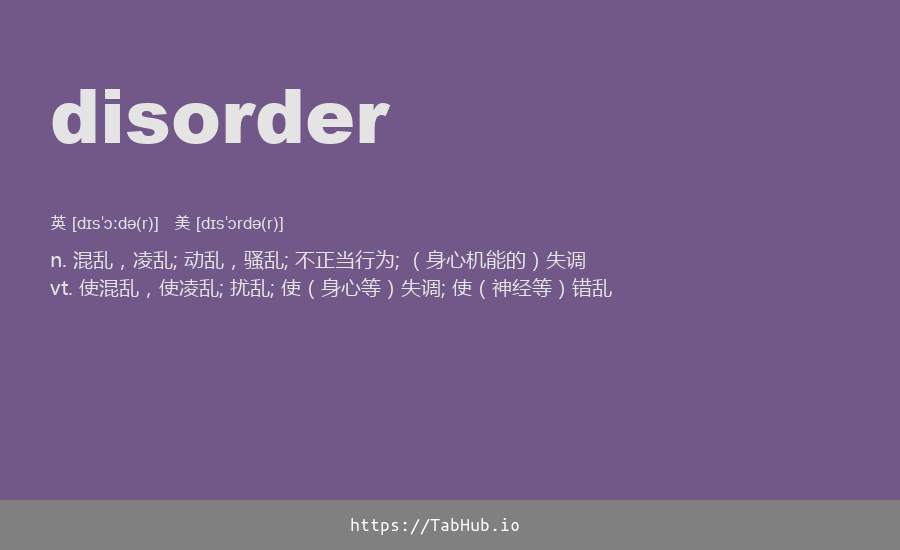 disorder
英 [dɪsˈɔːdə(r)] 美 [dɪsˈɔrdə(r)]
n. 混乱，凌乱; 动乱，骚乱; 不正当行为; （身心机能的）失调
vt. 使混乱，使凌乱; 扰乱; 使（身心等）失调; 使（神经等）错乱
https://TabHub.io